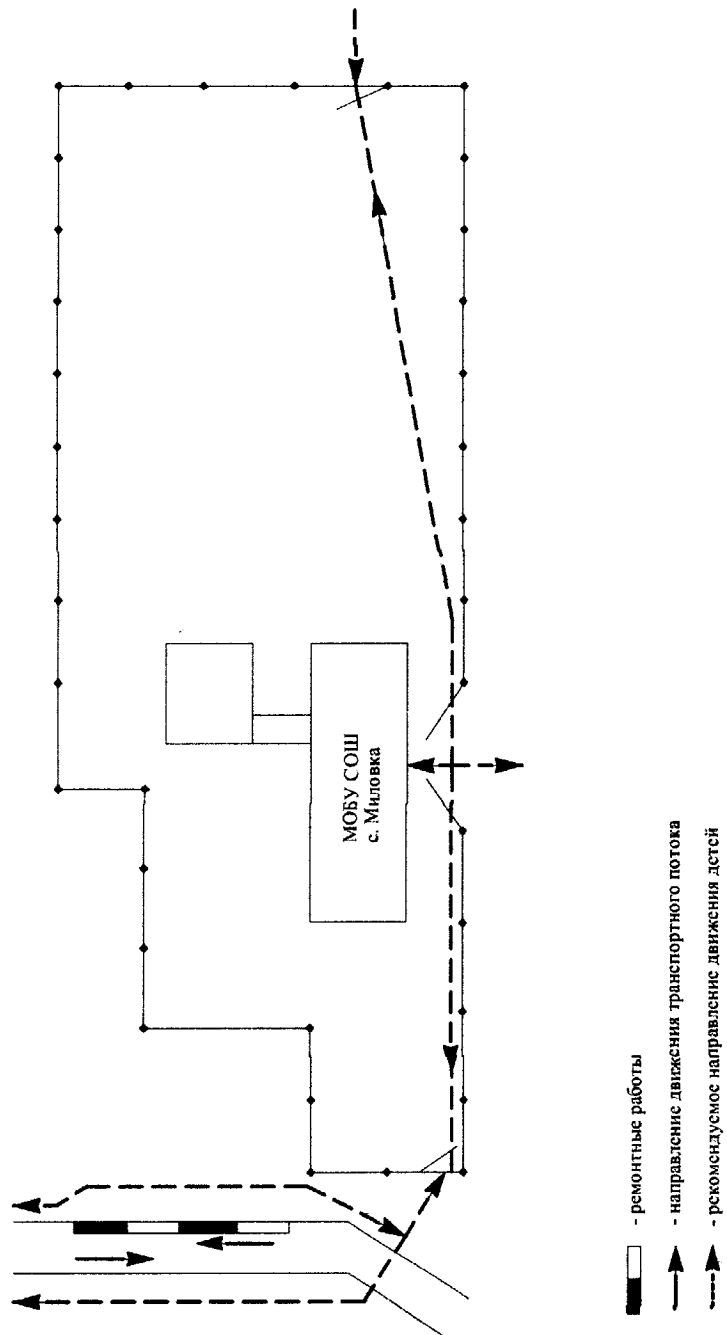 МОБУ СОШ
с. Миловка
- ремонтные работы
- направление движения транспортного потока
- рекомендуемое направление движения детей